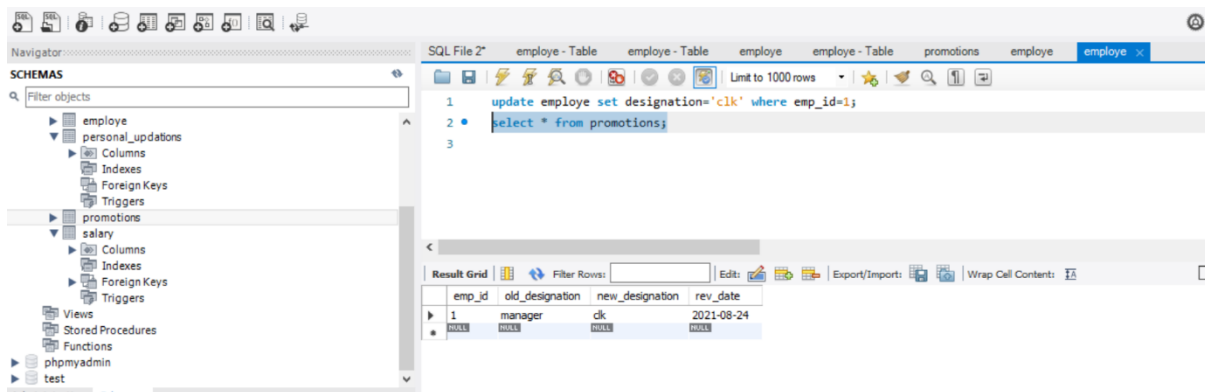 Navigator
SCHEMAS
Filter objects
employe
personal_updations
Columns
Indexes
Foreign Keys
Triggers
promotions
salary
Columns
Indexes
Foreign Keys
Triggers
Views
Stored Procedures
Functions
phpmyadmin
test
SQL File 2* employe - Table employe - Table employe employe - Table promotions employe employe ×
Limit to 1000 rows
1 update employe set designation='clk' where emp_id=1;
2 select * from promotions;
3
Result Grid Filter Rows: Edit: Export/Import: Wrap Cell Content:
emp_id old_designation new_designation rev_date
1 manager clk 2021-08-24
NULL NULL NULL NULL